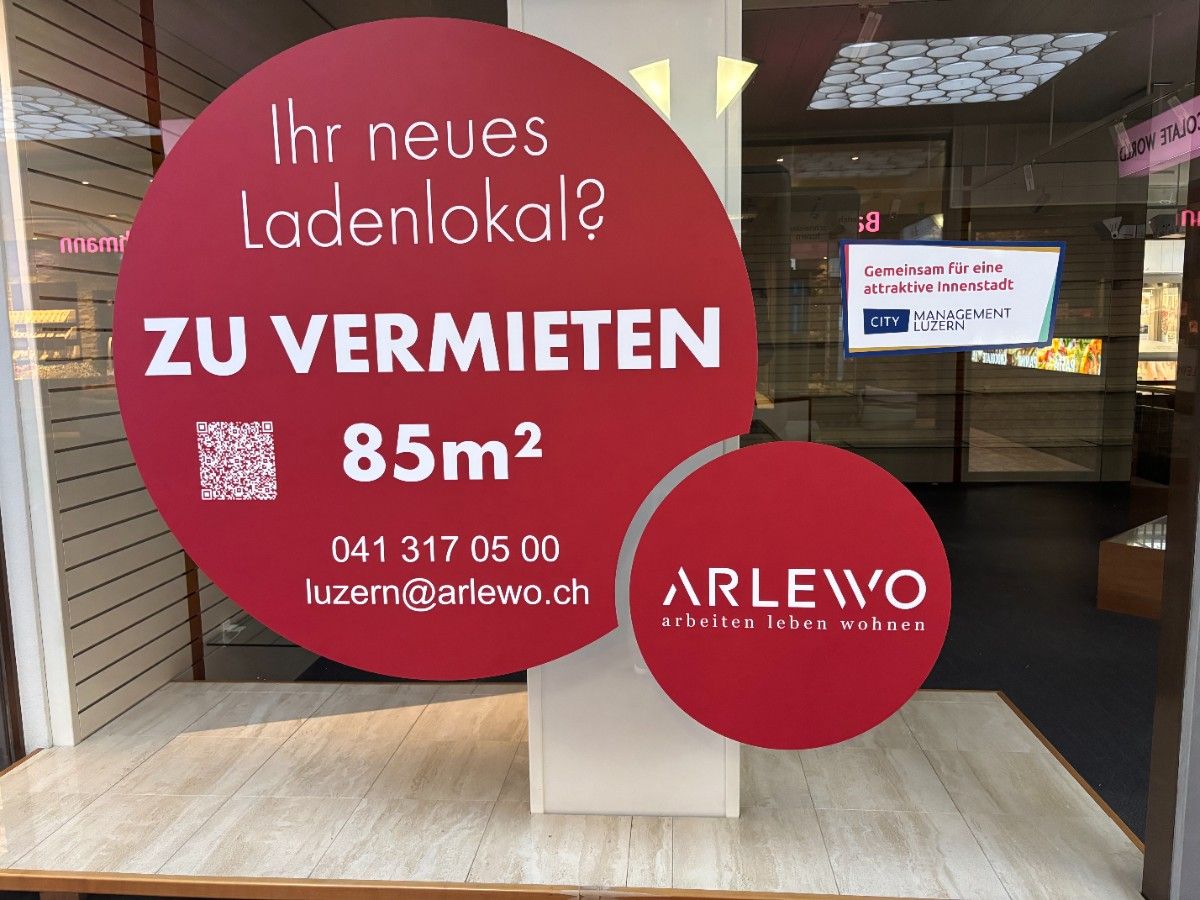 Ihr neues
Ladenlokal?
ZU VERMIETEN
85m²
041 317 05 00
luzern@arlewo.ch
ARLEWO
arbeiten leben wohnen
Gemeinsam für eine
attraktive Innenstadt
CITY MANAGEMENT
LUZERN